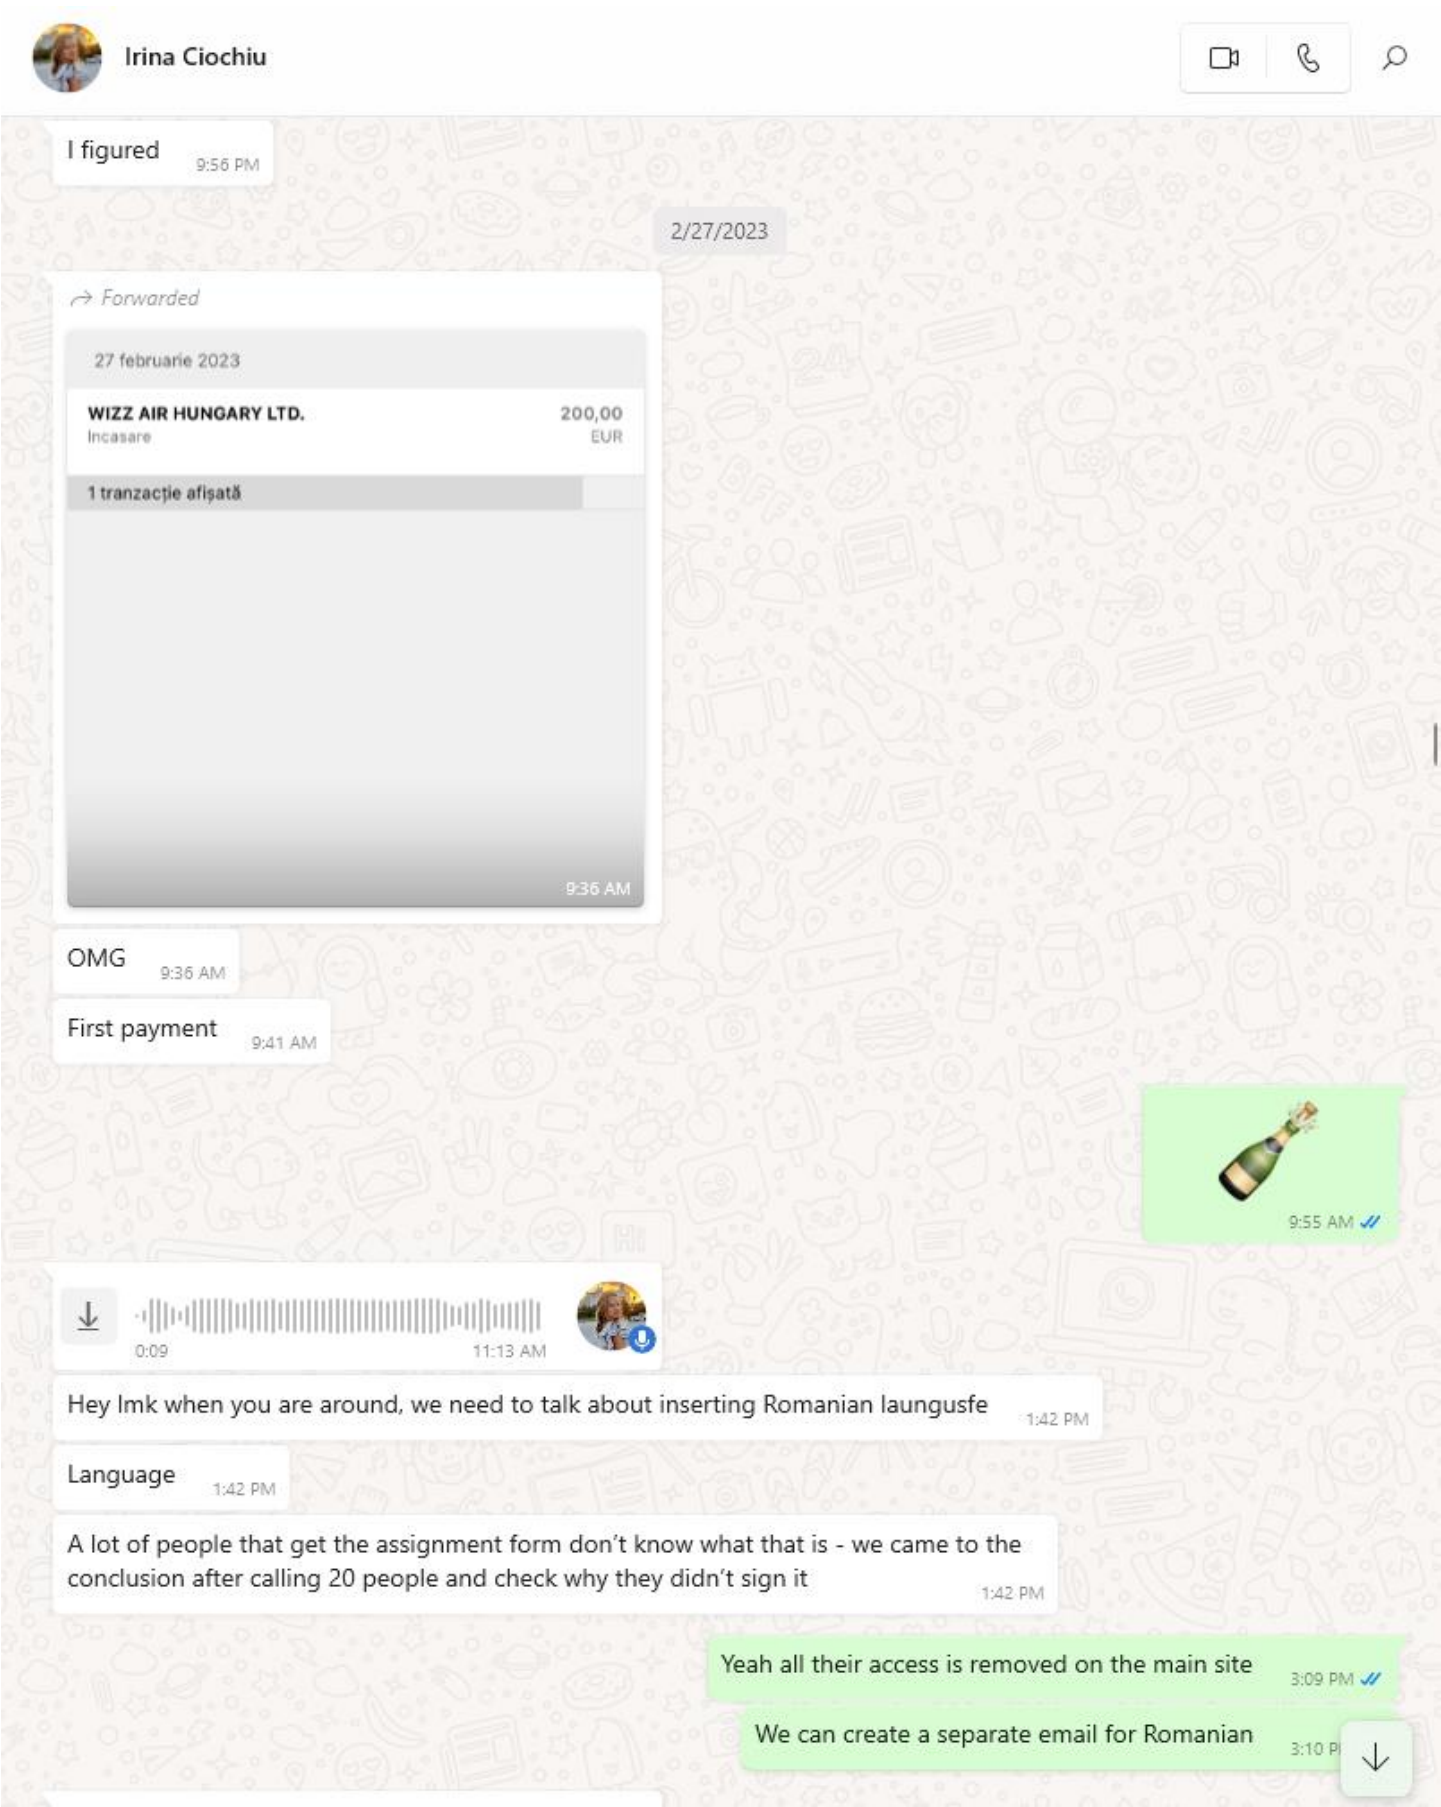 Irina Ciochiu
I figured
9:56 PM
2/27/2023
Forwarded
27 februarie 2023
WIZZ AIR HUNGARY LTD. 200,00
Incasare EUR
1 tranzacție afișată
9:36 AM
OMG
9:36 AM
First payment
9:41 AM
9:55 AM
0:09 11:13 AM
Hey lmk when you are around, we need to talk about inserting Romanian laungusfe
1:42 PM
Language
1:42 PM
A lot of people that get the assignment form don't know what that is - we came to the
conclusion after calling 20 people and check why they didn't sign it
1:42 PM
Yeah all their access is removed on the main site
3:09 PM
We can create a separate email for Romanian
3:10 P